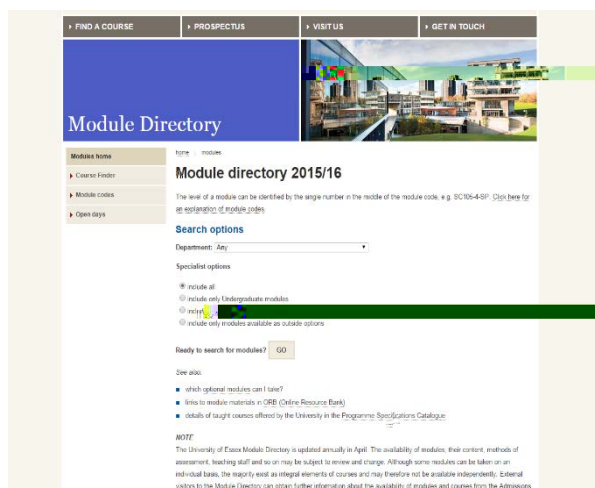 FIND A COURSE
PROSPECTUS
VISIT US
GET IN TOUCH
Module Directory
Modules home
Course Finder
Module codes
Open days
home modules
Module directory 2015/16
The level of a module can be identified by the single number in the middle of the module code, e.g. SC105-4-SP. Click here for
an explanation of module codes.
Search options
Department: Any
Specialist options
include all
include only Undergraduate modules
include only modules available as outside options
Ready to search for modules? GO
See also:
which optional modules can I take?
links to module materials in ORB (Online Resource Bank)
details of taught courses offered by the University in the Programme Specifications Catalogue
NOTE
The University of Essex Module Directory is updated annually in April. The availability of modules, their content, methods of
assessment, teaching staff and so on may be subject to review and change. Although some modules can be taken on an
individual basis, the majority exist as integral elements of courses and may therefore not be available independently. External
visitors to the Module Directory can obtain further information about the availability of modules and courses from the Admissions